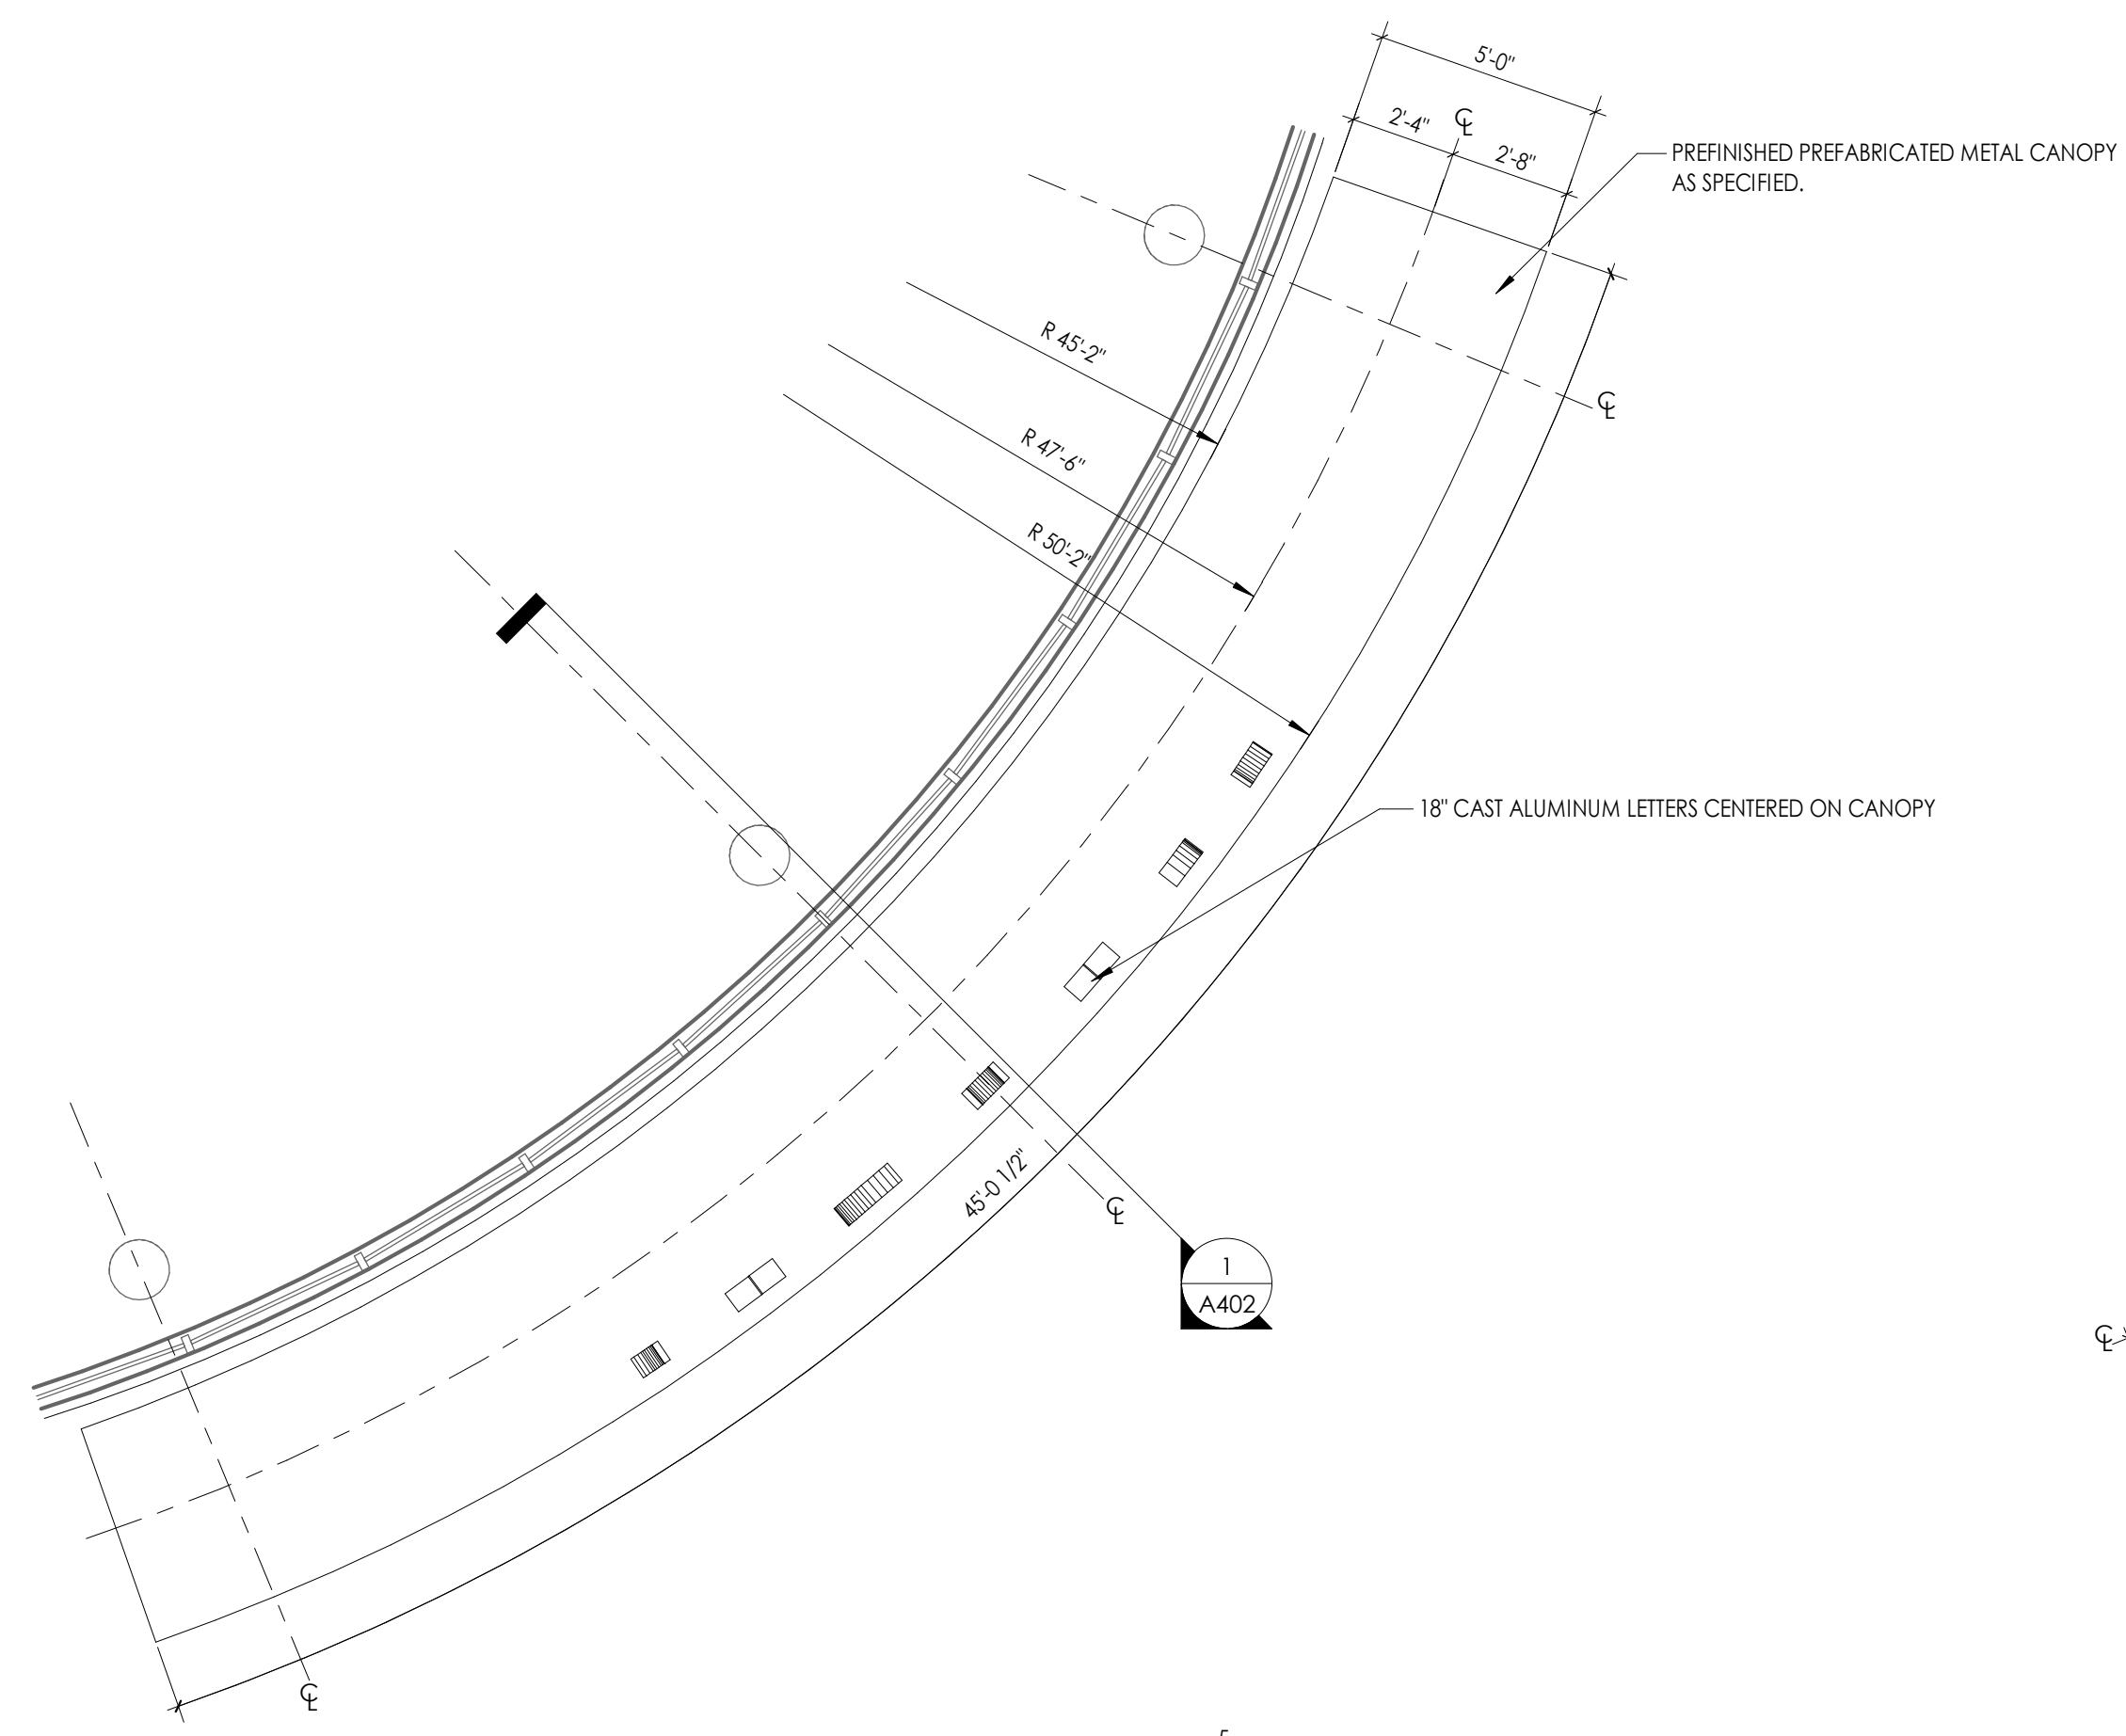 5'-0"
2'-4"
℄
2'-8"
PREFINISHED PREFABRICATED METAL CANOPY
AS SPECIFIED.
R 45'-2"
℄
R 47'-6"
R 50'-2"
18" CAST ALUMINUM LETTERS CENTERED ON CANOPY
45'-0 1/2"
℄
1
A402
℄
℄